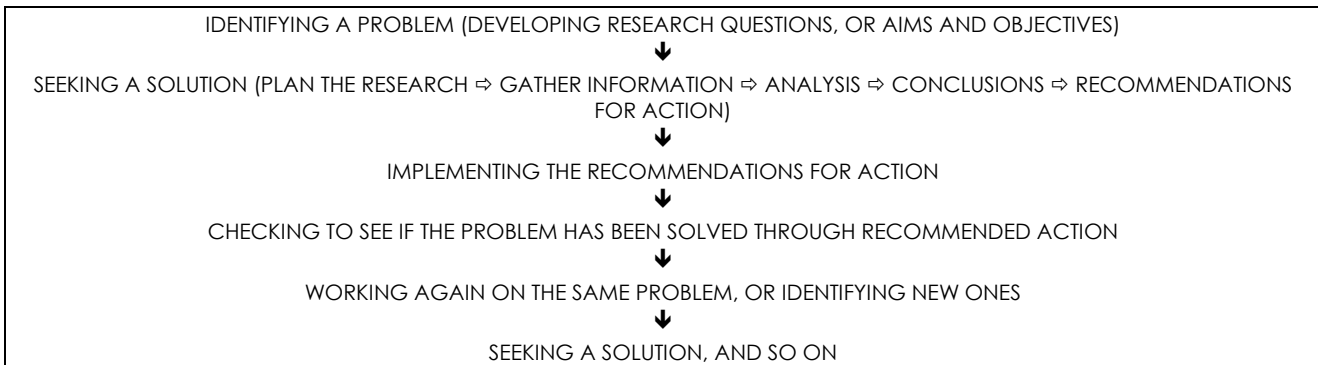 IDENTIFYING A PROBLEM (DEVELOPING RESEARCH QUESTIONS, OR AIMS AND OBJECTIVES)
🡻
SEEKING A SOLUTION (PLAN THE RESEARCH ⇨ GATHER INFORMATION ⇨ ANALYSIS ⇨ CONCLUSIONS ⇨ RECOMMENDATIONS
FOR ACTION)
🡻
IMPLEMENTING THE RECOMMENDATIONS FOR ACTION
🡻
CHECKING TO SEE IF THE PROBLEM HAS BEEN SOLVED THROUGH RECOMMENDED ACTION
🡻
WORKING AGAIN ON THE SAME PROBLEM, OR IDENTIFYING NEW ONES
🡻
SEEKING A SOLUTION, AND SO ON